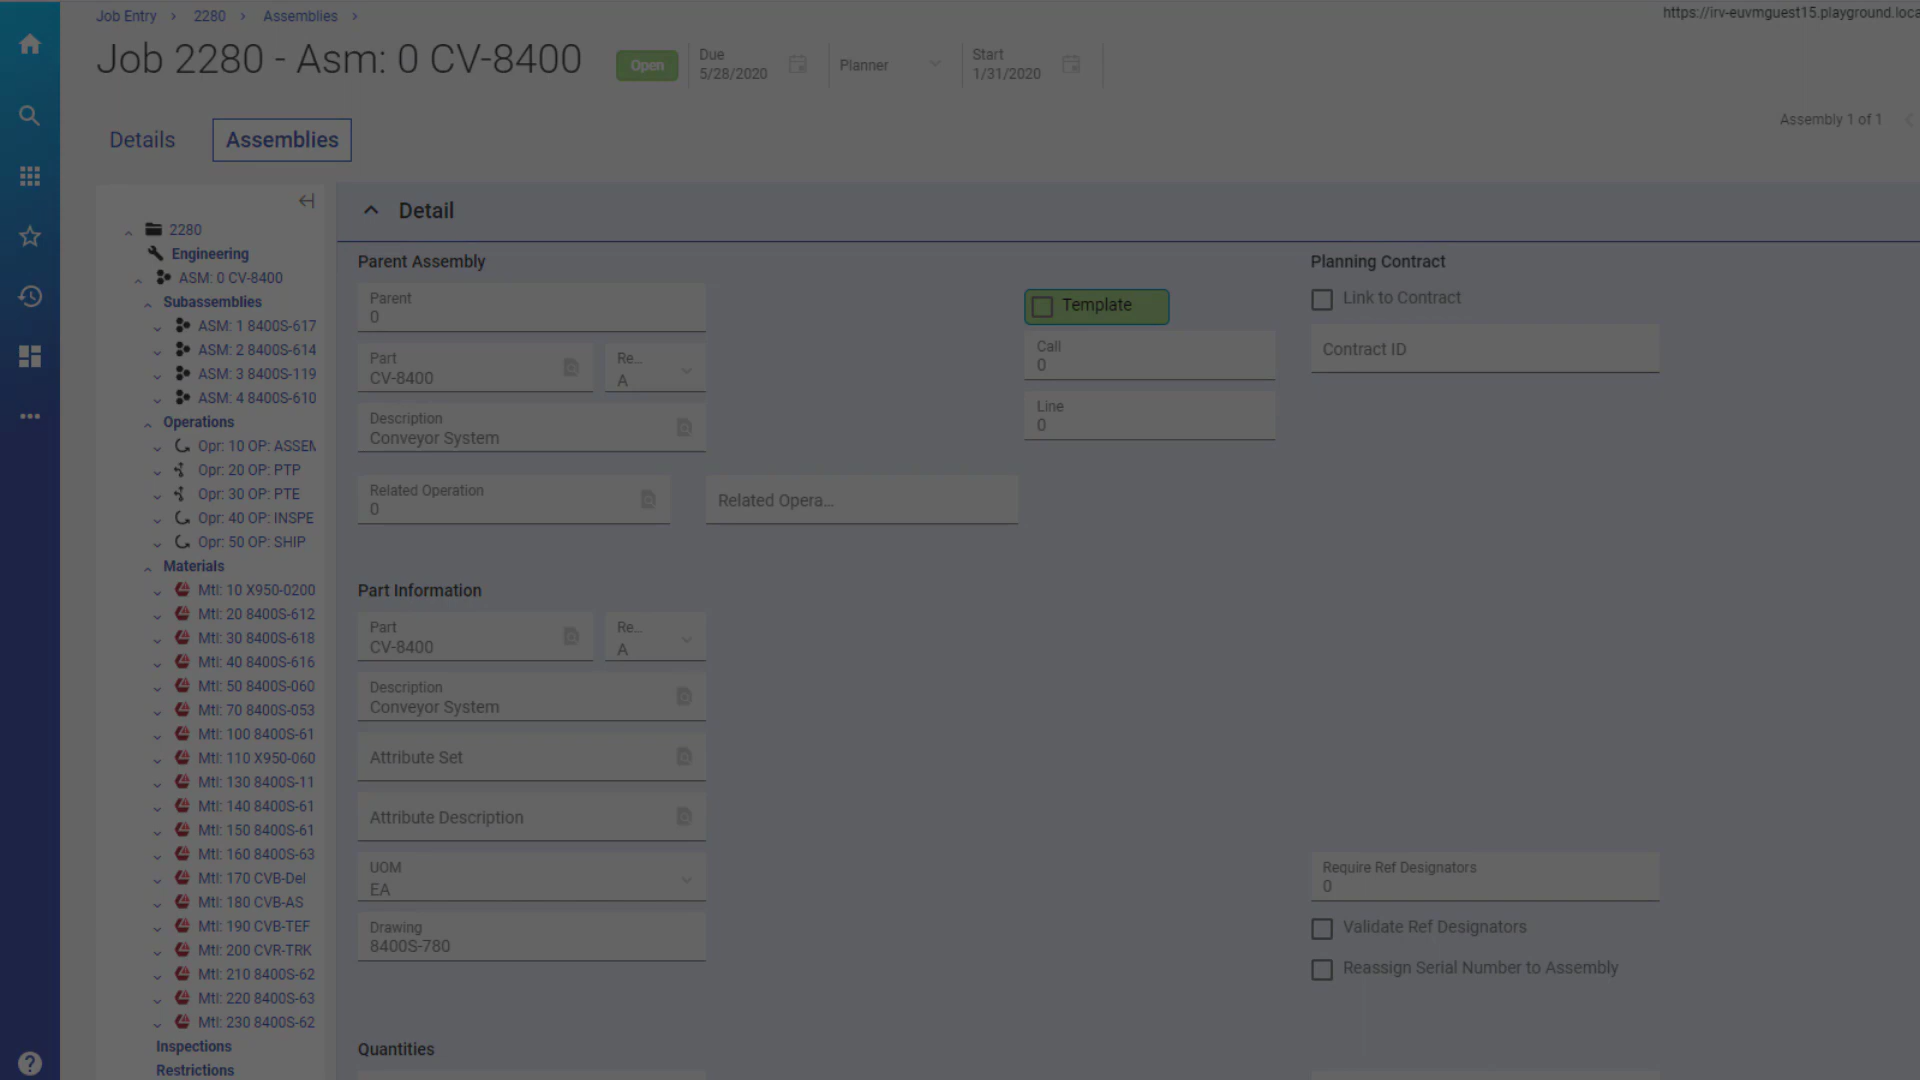 Job Entry > 2280 > Assemblies >
https://irv-euvmguest15.playground.loca
Job 2280 - Asm: 0 CV-8400
Open
Due
5/28/2020
Planner
Start
1/31/2020
Details
Assemblies
Assembly 1 of 1
2280
Engineering
ASM: 0 CV-8400
Subassemblies
ASM: 1 8400S-617
ASM: 2 8400S-614
ASM: 3 8400S-119
ASM: 4 8400S-610
Operations
Opr: 10 OP: ASSEM
Opr: 20 OP: PTP
Opr: 30 OP: PTE
Opr: 40 OP: INSPE
Opr: 50 OP: SHIP
Materials
Mtl: 10 X950-0200
Mtl: 20 8400S-612
Mtl: 30 8400S-618
Mtl: 40 8400S-616
Mtl: 50 8400S-060
Mtl: 70 8400S-053
Mtl: 100 8400S-61
Mtl: 110 X950-060
Mtl: 130 8400S-11
Mtl: 140 8400S-61
Mtl: 150 8400S-61
Mtl: 160 8400S-63
Mtl: 170 CVB-Del
Mtl: 180 CVB-AS
Mtl: 190 CVB-TEF
Mtl: 200 CVR-TRK
Mtl: 210 8400S-62
Mtl: 220 8400S-63
Mtl: 230 8400S-62
Inspections
Restrictions
Detail
Parent Assembly
Parent
0
Part
CV-8400
Re...
A
Description
Conveyor System
Related Operation
0
Related Opera...
Template
Call
0
Line
0
Planning Contract
Link to Contract
Contract ID
Part Information
Part
CV-8400
Re...
A
Description
Conveyor System
Attribute Set
Attribute Description
UOM
EA
Drawing
8400S-780
Require Ref Designators
0
Validate Ref Designators
Reassign Serial Number to Assembly
Quantities